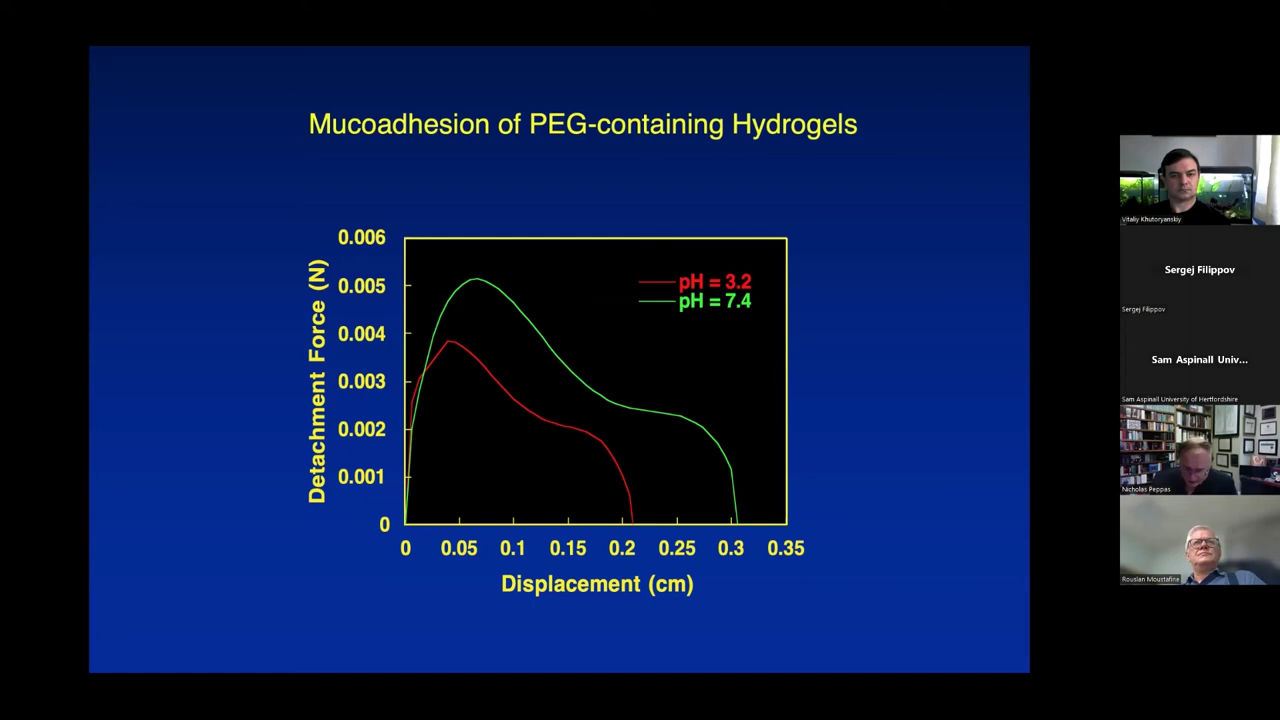 Mucoadhesion of PEG-containing Hydrogels
Detachment Force (N)
0.006
0.005
0.004
0.003
0.002
0.001
0
pH = 3.2
pH = 7.4
0 0.05 0.1 0.15 0.2 0.25 0.3 0.35
Displacement (cm)
Vitaliy Khutoryanskiy
Sergej Filippov
Sergej Filippov
Sam Aspinall Univ...
Sam Aspinall University of Hertfordshire
Nicholas Peppas
Rouslan Moustafine